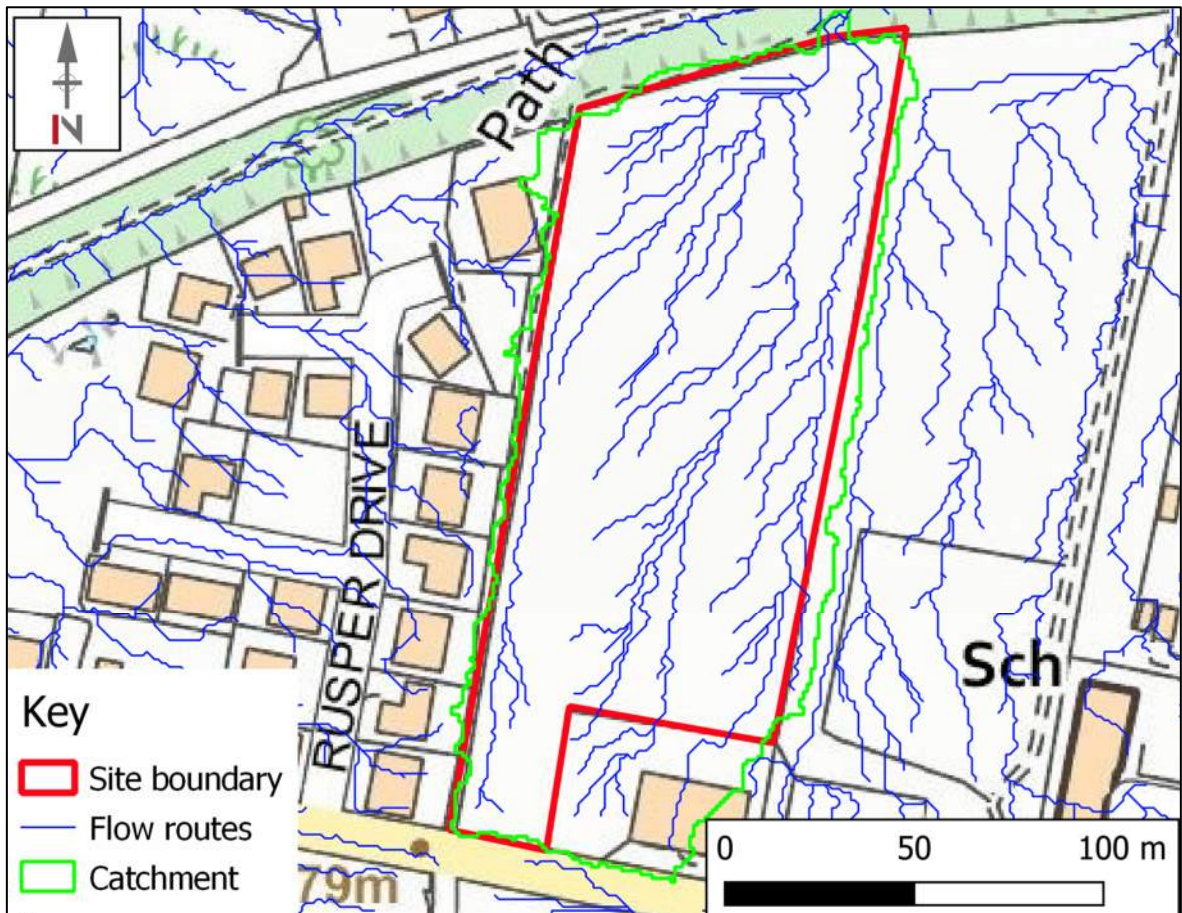 N
Path
RUSPER DRIVE
Sch
Key
Site boundary
Flow routes
Catchment
79m
0 50 100 m